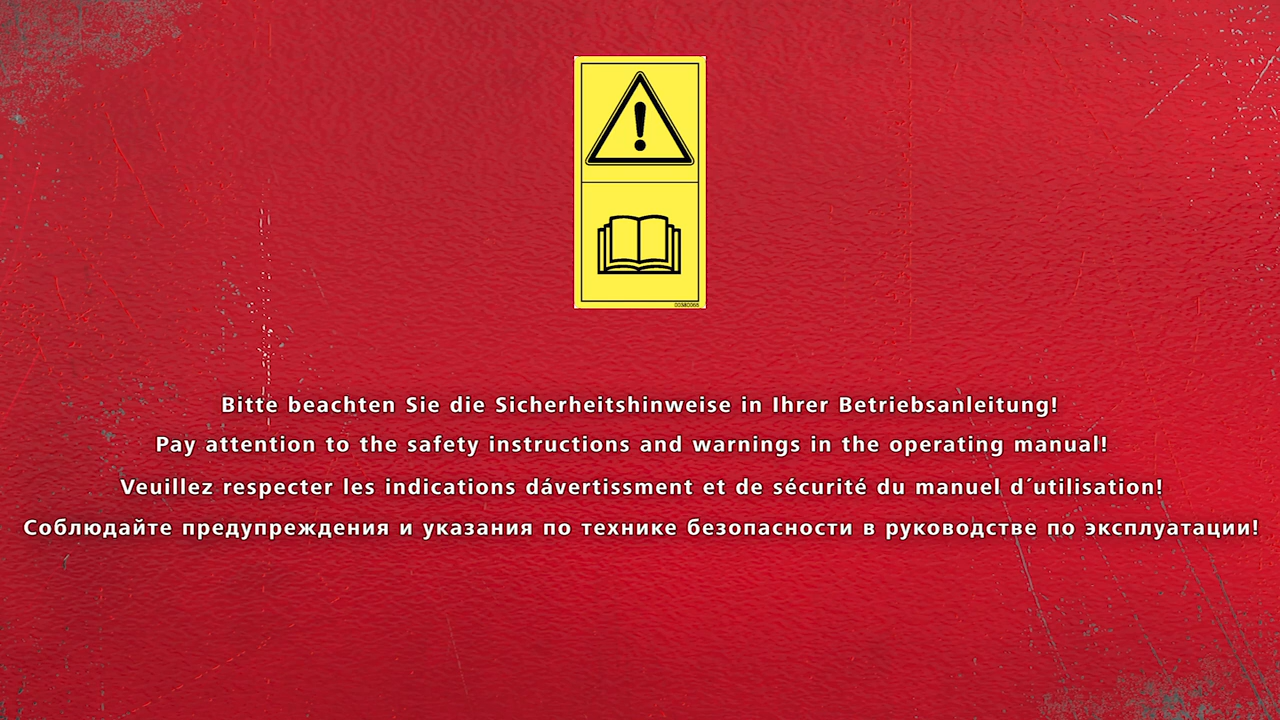 Bitte beachten Sie die Sicherheitshinweise in Ihrer Betriebsanleitung!
Pay attention to the safety instructions and warnings in the operating manual!
Veuillez respecter les indications dávertissment et de sécurité du manuel d´utilisation!
Соблюдайте предупреждения и указания по технике безопасности в руководстве по эксплуатации!